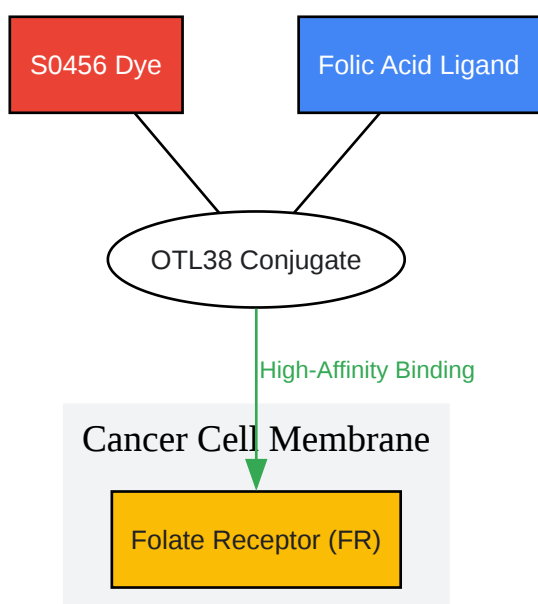 S0456 Dye
Folic Acid Ligand
OTL38 Conjugate
High-Affinity Binding
Cancer Cell Membrane
Folate Receptor (FR)